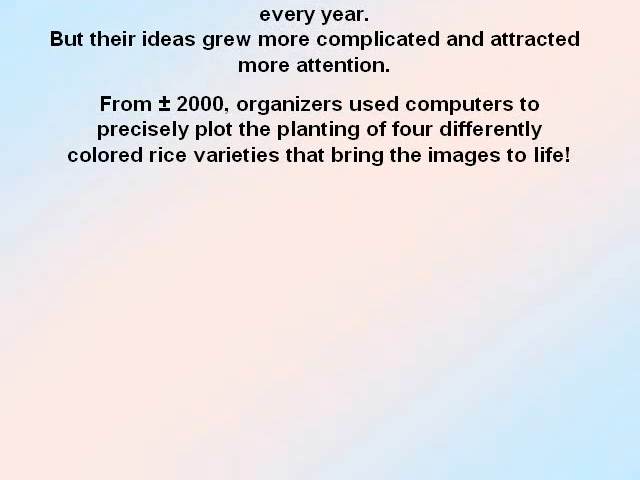 every year.
But their ideas grew more complicated and attracted
more attention.
From ± 2000, organizers used computers to
precisely plot the planting of four differently
colored rice varieties that bring the images to life!